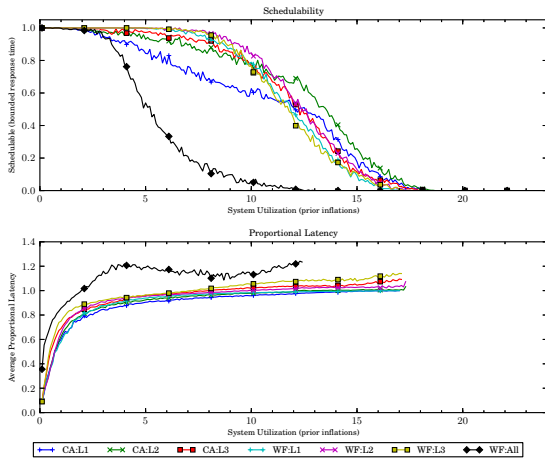 Schedulability
Schedulable (bounded response time)
1.0
0.8
0.6
0.4
0.2
0.0
0 5 10 15 20
System Utilization (prior inflations)
Proportional Latency
Average Proportional Latency
1.4
1.2
1.0
0.8
0.6
0.4
0.2
0.0
0 5 10 15 20
System Utilization (prior inflations)
CA:L1 CA:L2 CA:L3 WF:L1 WF:L2 WF:L3 WF:All